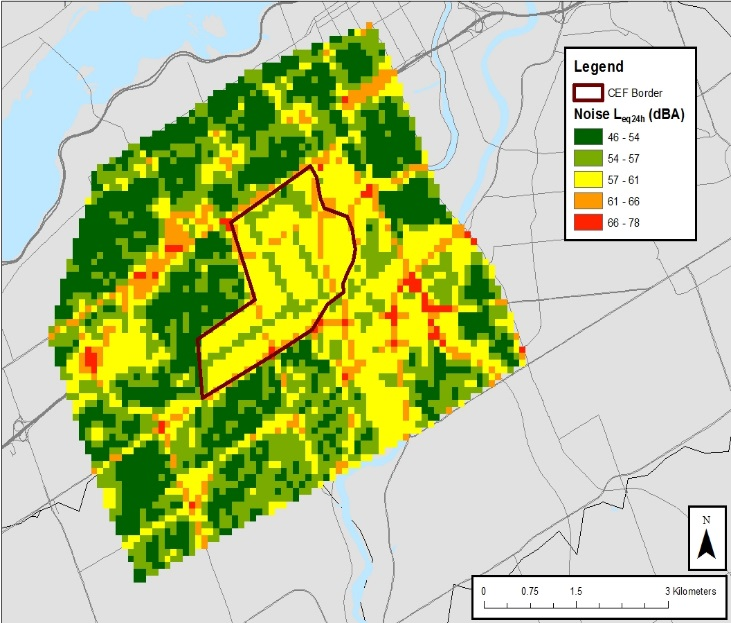 Legend
CEF Border
Noise Leq24h (dBA)
46 - 54
54 - 57
57 - 61
61 - 66
66 - 78
N
0 0.75 1.5 3 Kilometers